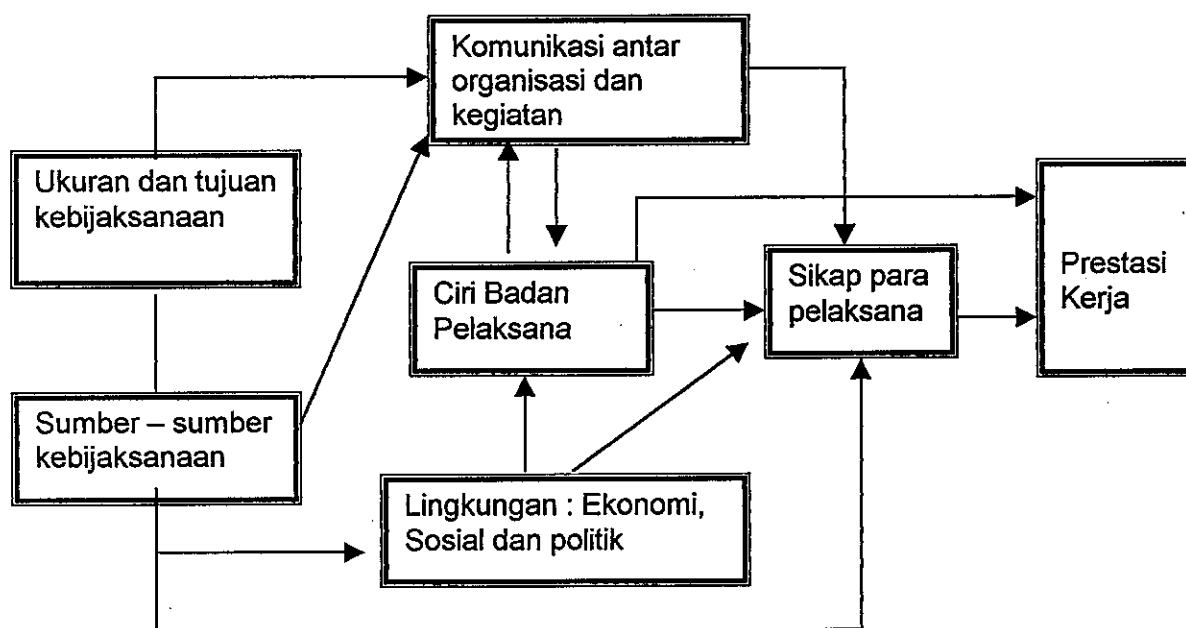 Komunikasi antar
organisasi dan
kegiatan
Ukuran dan tujuan
kebijaksanaan
Ciri Badan
Pelaksana
Sikap para
pelaksana
Prestasi
Kerja
Sumber – sumber
kebijaksanaan
Lingkungan : Ekonomi,
Sosial dan politik